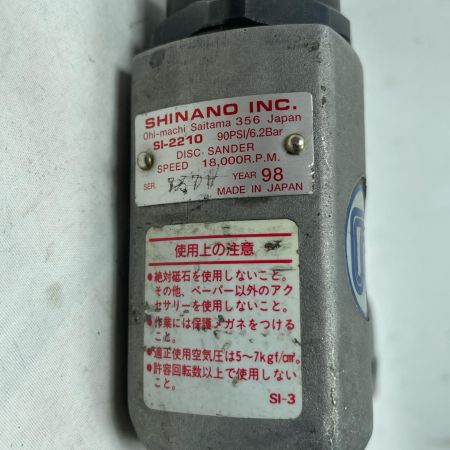 SHINANO INC.
Ohi-machi Saitama 356 Japan
SI-2210 90PSI/6.2Bar
DISC SANDER
SPEED 18,000R.P.M.
SER. YEAR 98
MADE IN JAPAN
使用上の注意
●絶対砥石を使用しないこと。
その他、ペーパー以外のアク
セサリーを使用しないこと。
●作業には保護メガネをつける
こと。
●適正使用空気圧は5~7kgf/c㎡。
●許容回転数以上で使用しない
こと。
SI-3